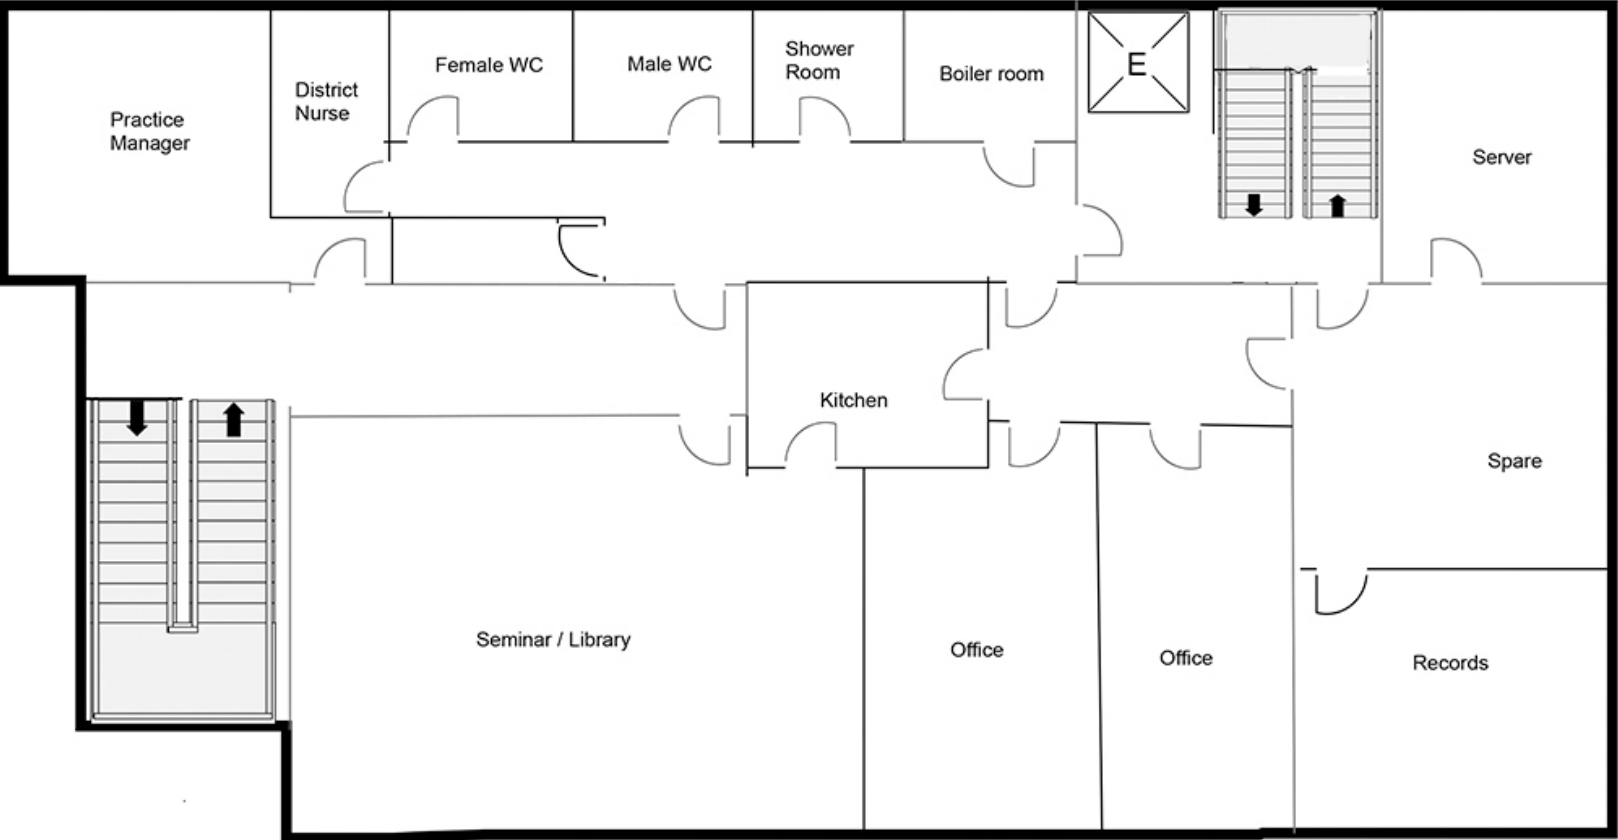 Practice
Manager
District
Nurse
Female WC
Male WC
Shower
Room
Boiler room
E
Server
Kitchen
Spare
Seminar / Library
Office
Office
Records